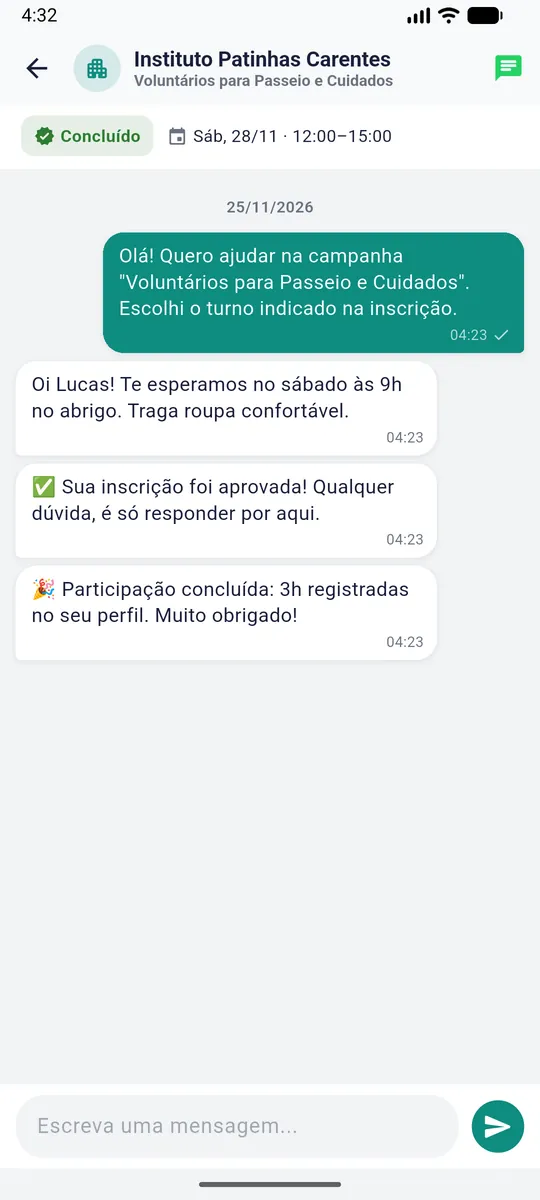 4:32
Instituto Patinhas Carentes
Voluntários para Passeio e Cuidados
Concluído
Sáb, 28/11 · 12:00–15:00
25/11/2026
Olá! Quero ajudar na campanha
"Voluntários para Passeio e Cuidados".
Escolhi o turno indicado na inscrição.
04:23
Oi Lucas! Te esperamos no sábado às 9h
no abrigo. Traga roupa confortável.
04:23
✅ Sua inscrição foi aprovada! Qualquer
dúvida, é só responder por aqui.
04:23
🎉 Participação concluída: 3h registradas
no seu perfil. Muito obrigado!
04:23
Escreva uma mensagem...